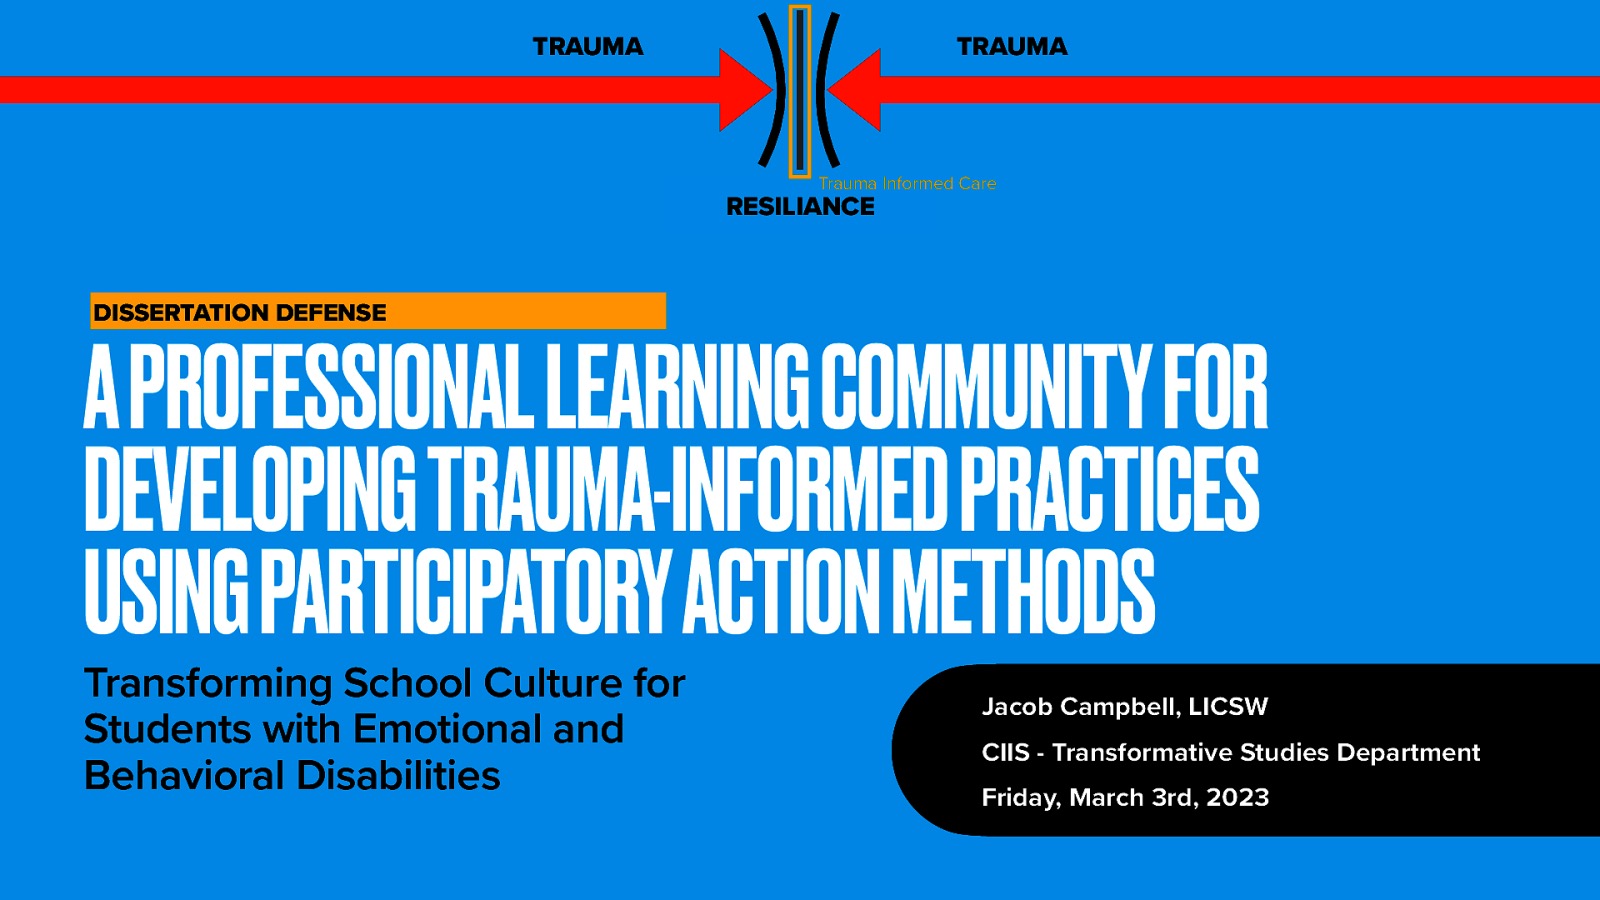 TRAUMA
TRAUMA
Trauma Informed Care
RESILIANCE
DISSERTATION DEFENSE
A PROFESSIONAL LEARNING COMMUNITY FOR
DEVELOPING TRAUMA-INFORMED PRACTICES
USING PARTICIPATORY ACTION METHODS
Transforming School Culture for
Students with Emotional and
Behavioral Disabilities
Jacob Campbell, LICSW
CIIS - Transformative Studies Department
Friday, March 3rd, 2023